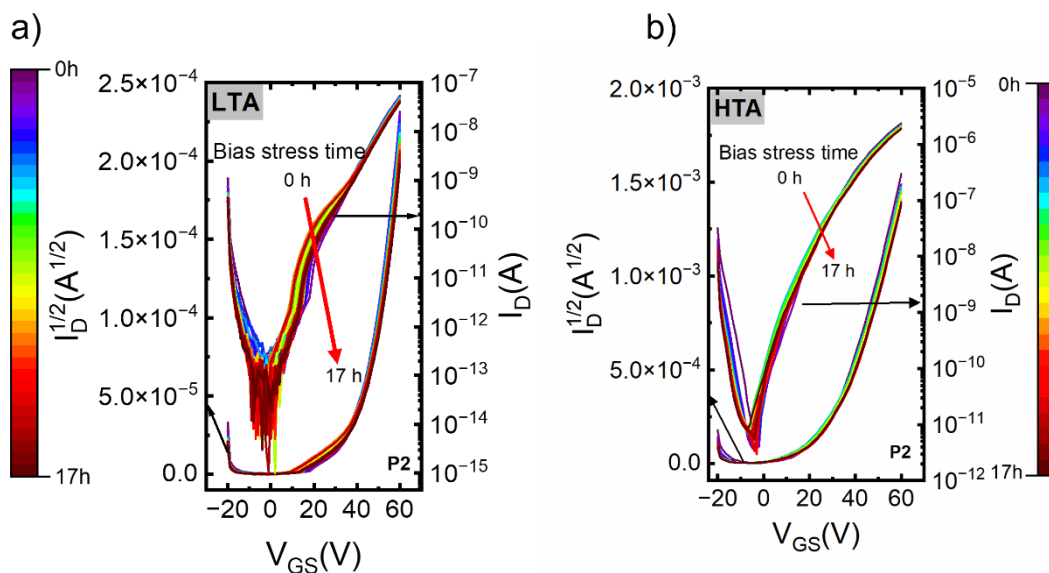 a)
0h
17h
I_D^{1/2}(A^{1/2})
2.5×10⁻⁴
2.0×10⁻⁴
1.5×10⁻⁴
1.0×10⁻⁴
5.0×10⁻⁵
0.0
LTA
Bias stress time
0 h
17 h
P2
10⁻⁷
10⁻⁸
10⁻⁹
10⁻¹⁰
10⁻¹¹
10⁻¹²
10⁻¹³
10⁻¹⁴
10⁻¹⁵
I_D(A)
−20 0 20 40 60
V_GS(V)
b)
I_D^{1/2}(A^{1/2})
2.0×10⁻³
1.5×10⁻³
1.0×10⁻³
5.0×10⁻⁴
0.0
HTA
Bias stress time
0 h
17 h
P2
10⁻⁵
10⁻⁶
10⁻⁷
10⁻⁸
10⁻⁹
10⁻¹⁰
10⁻¹¹
10⁻¹²
I_D(A)
0h
17h
−20 0 20 40 60
V_GS(V)